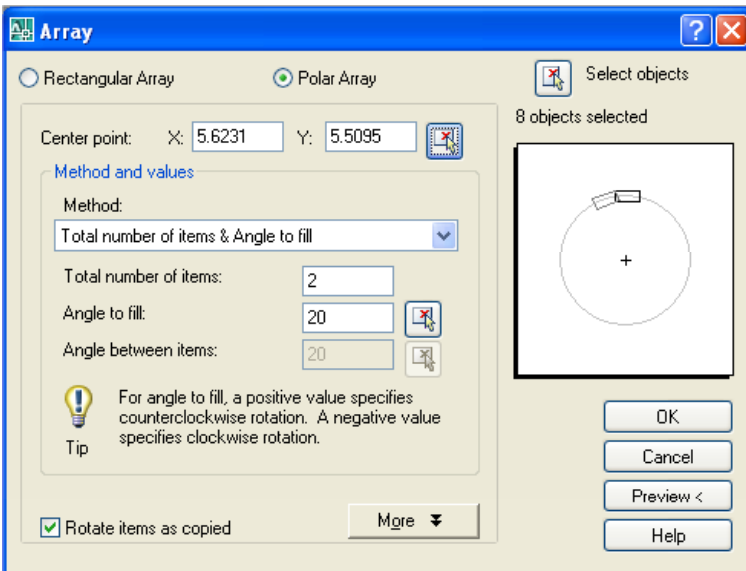 Array
Rectangular Array
Polar Array
Select objects
8 objects selected
Center point: X: 5.6231 Y: 5.5095
Method and values
Method:
Total number of items & Angle to fill
Total number of items: 2
Angle to fill: 20
Angle between items: 20
For angle to fill, a positive value specifies
counterclockwise rotation. A negative value
specifies clockwise rotation.
Tip
Rotate items as copied
More
OK
Cancel
Preview <
Help